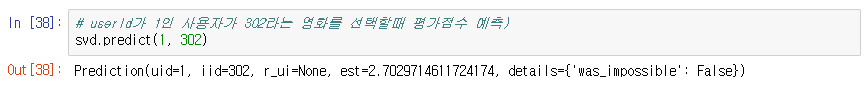 In [38]: # userId가 1인 사용자가 302라는 영화를 선택할때 평가점수 예측)
svd.predict(1, 302)
Out[38]: Prediction(uid=1, iid=302, r_ui=None, est=2.7029714611724174, details={'was_impossible': False})